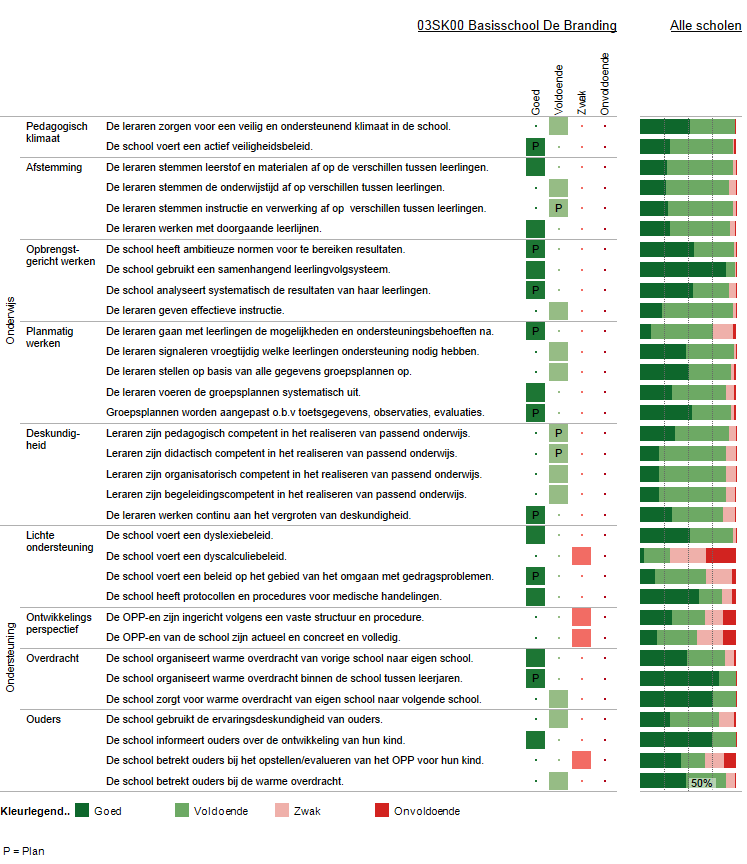 03SK00 Basisschool De Branding Alle scholen
Goed Voldoende Zwak Onvoldoende
Onderwijs
Pedagogisch klimaat De leraren zorgen voor een veilig en ondersteunend klimaat in de school.
De school voert een actief veiligheidsbeleid. P
Afstemming De leraren stemmen leerstof en materialen af op de verschillen tussen leerlingen.
De leraren stemmen de onderwijstijd af op verschillen tussen leerlingen.
De leraren stemmen instructie en verwerking af op verschillen tussen leerlingen. P
De leraren werken met doorgaande leerlijnen.
Opbrengst-gericht werken De school heeft ambitieuze normen voor te bereiken resultaten. P
De school gebruikt een samenhangend leerlingvolgsysteem.
De school analyseert systematisch de resultaten van haar leerlingen. P
De leraren geven effectieve instructie.
Planmatig werken De leraren gaan met leerlingen de mogelijkheden en ondersteuningsbehoeften na. P
De leraren signaleren vroegtijdig welke leerlingen ondersteuning nodig hebben.
De leraren stellen op basis van alle gegevens groepsplannen op.
De leraren voeren de groepsplannen systematisch uit.
Groepsplannen worden aangepast o.b.v toetsgegevens, observaties, evaluaties. P
Deskundig-heid Leraren zijn pedagogisch competent in het realiseren van passend onderwijs. P
Leraren zijn didactisch competent in het realiseren van passend onderwijs. P
Leraren zijn organisatorisch competent in het realiseren van passend onderwijs.
Leraren zijn begeleidingscompetent in het realiseren van passend onderwijs.
De leraren werken continu aan het vergroten van deskundigheid. P
Ondersteuning
Lichte ondersteuning De school voert een dyslexiebeleid.
De school voert een dyscalculiebeleid.
De school voert een beleid op het gebied van het omgaan met gedragsproblemen. P
De school heeft protocollen en procedures voor medische handelingen.
Ontwikkelings perspectief De OPP-en zijn ingericht volgens een vaste structuur en procedure.
De OPP-en van de school zijn actueel en concreet en volledig.
Overdracht De school organiseert warme overdracht van vorige school naar eigen school.
De school organiseert warme overdracht binnen de school tussen leerjaren. P
De school zorgt voor warme overdracht van eigen school naar volgende school.
Ouders De school gebruikt de ervaringsdeskundigheid van ouders.
De school informeert ouders over de ontwikkeling van hun kind.
De school betrekt ouders bij het opstellen/evalueren van het OPP voor hun kind.
De school betrekt ouders bij de warme overdracht. 50%
Kleurlegend.. Goed Voldoende Zwak Onvoldoende
P = Plan